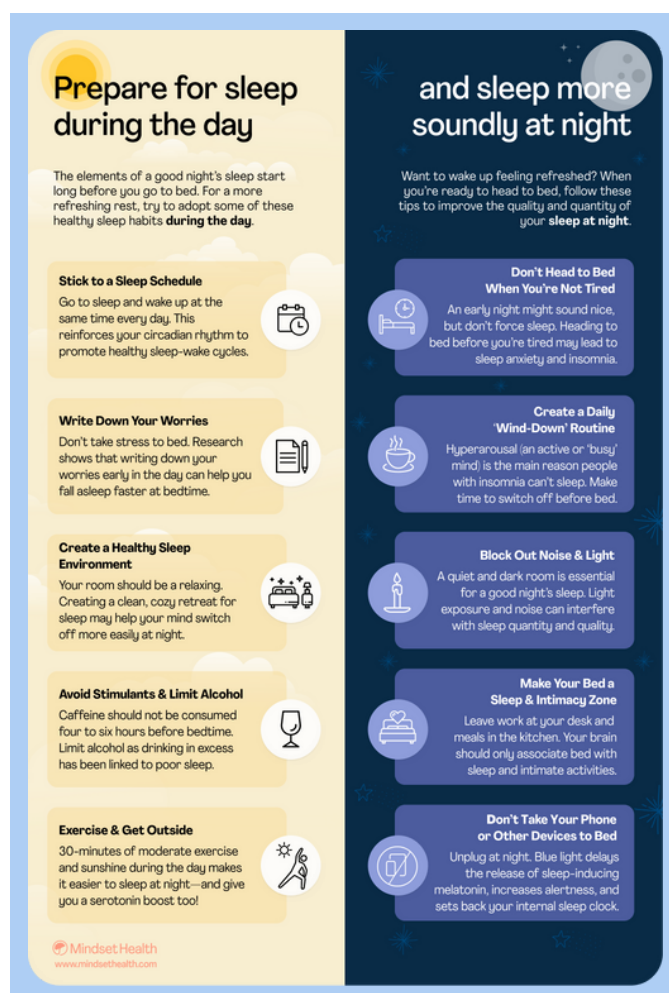 Prepare for sleep
during the day
The elements of a good night's sleep start
long before you go to bed. For a more
refreshing rest, try to adopt some of these
healthy sleep habits during the day.
Stick to a Sleep Schedule
Go to sleep and wake up at the
same time every day. This
reinforces your circadian rhythm to
promote healthy sleep-wake cycles.
Write Down Your Worries
Don't take stress to bed. Research
shows that writing down your
worries early in the day can help you
fall asleep faster at bedtime.
Create a Healthy Sleep
Environment
Your room should be a relaxing.
Creating a clean, cozy retreat for
sleep may help your mind switch
off more easily at night.
Avoid Stimulants & Limit Alcohol
Caffeine should not be consumed
four to six hours before bedtime.
Limit alcohol as drinking in excess
has been linked to poor sleep.
Exercise & Get Outside
30-minutes of moderate exercise
and sunshine during the day makes
it easier to sleep at night—and give
you a serotonin boost too!
Mindset Health
www.mindsethealth.com
and sleep more
soundly at night
Want to wake up feeling refreshed? When
you're ready to head to bed, follow these
tips to improve the quality and quantity of
your sleep at night.
Don't Head to Bed
When You're Not Tired
An early night might sound nice,
but don't force sleep. Heading to
bed before you're tired may lead to
sleep anxiety and insomnia.
Create a Daily
'Wind-Down' Routine
Hyperarousal (an active or 'busy'
mind) is the main reason people
with insomnia can't sleep. Make
time to switch off before bed.
Block Out Noise & Light
A quiet and dark room is essential
for a good night's sleep. Light
exposure and noise can interfere
with sleep quantity and quality.
Make Your Bed a
Sleep & Intimacy Zone
Leave work at your desk and
meals in the kitchen. Your brain
should only associate bed with
sleep and intimate activities.
Don't Take Your Phone
or Other Devices to Bed
Unplug at night. Blue light delays
the release of sleep-inducing
melatonin, increases alertness, and
sets back your internal sleep clock.